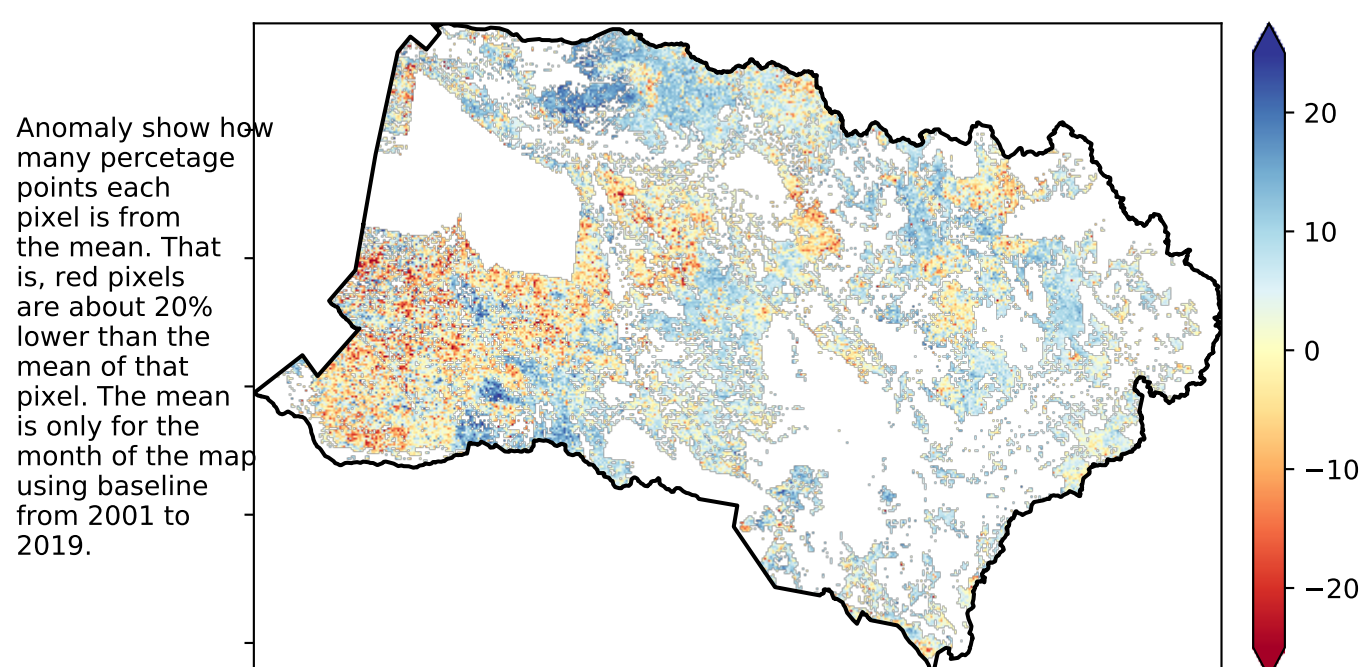 Anomaly show how
many percetage
points each
pixel is from
the mean. That
is, red pixels
are about 20%
lower than the
mean of that
pixel. The mean
is only for the
month of the map
using baseline
from 2001 to
2019.
20
10
0
−10
−20